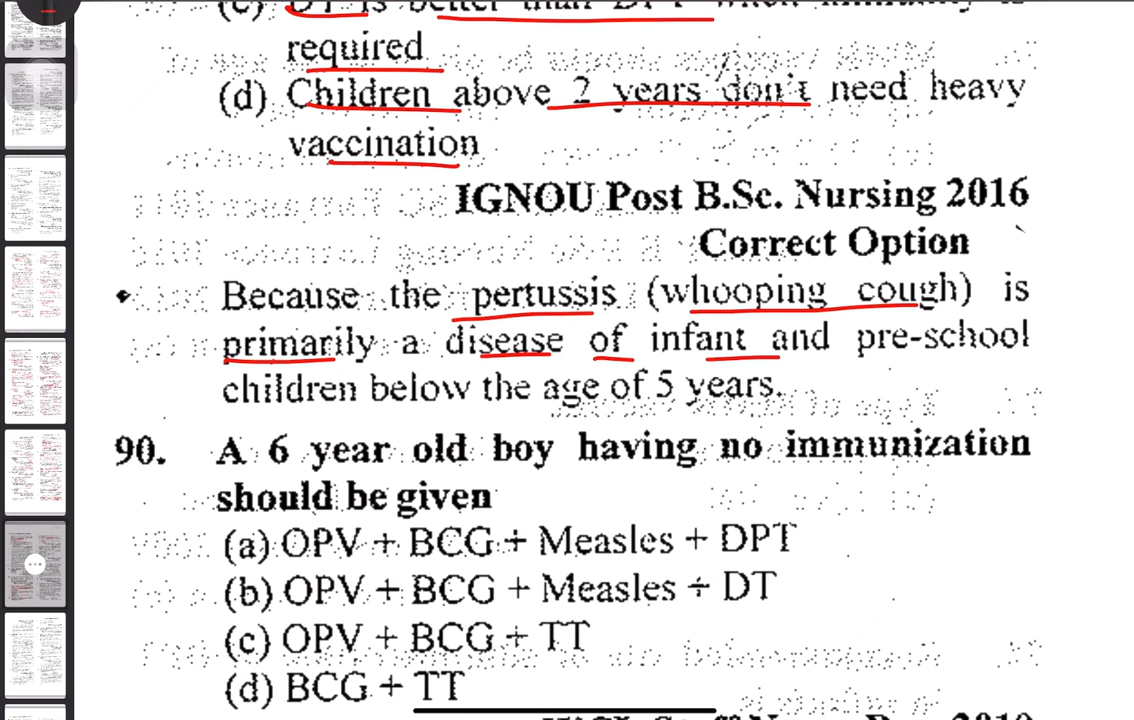 required
(d) Children above 2 years don't need heavy
vaccination
IGNOU Post B.Sc. Nursing 2016
Correct Option
Because the pertussis (whooping cough) is
primarily a disease of infant and pre-school
children below the age of 5 years.
90. A 6 year old boy having no immunization
should be given
(a) OPV + BCG + Measles + DPT
(b) OPV + BCG + Measles + DT
(c) OPV + BCG + TT
(d) BCG + TT